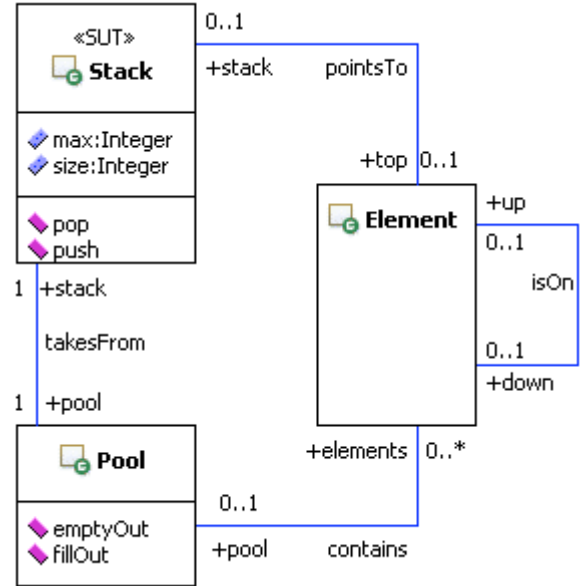 «SUT»
Stack
max:Integer
size:Integer
pop
push
0..1
+stack
pointsTo
+top
0..1
Element
+up
0..1
isOn
0..1
+down
1
+stack
takesFrom
1
+pool
Pool
emptyOut
fillOut
+elements
0..*
0..1
+pool
contains